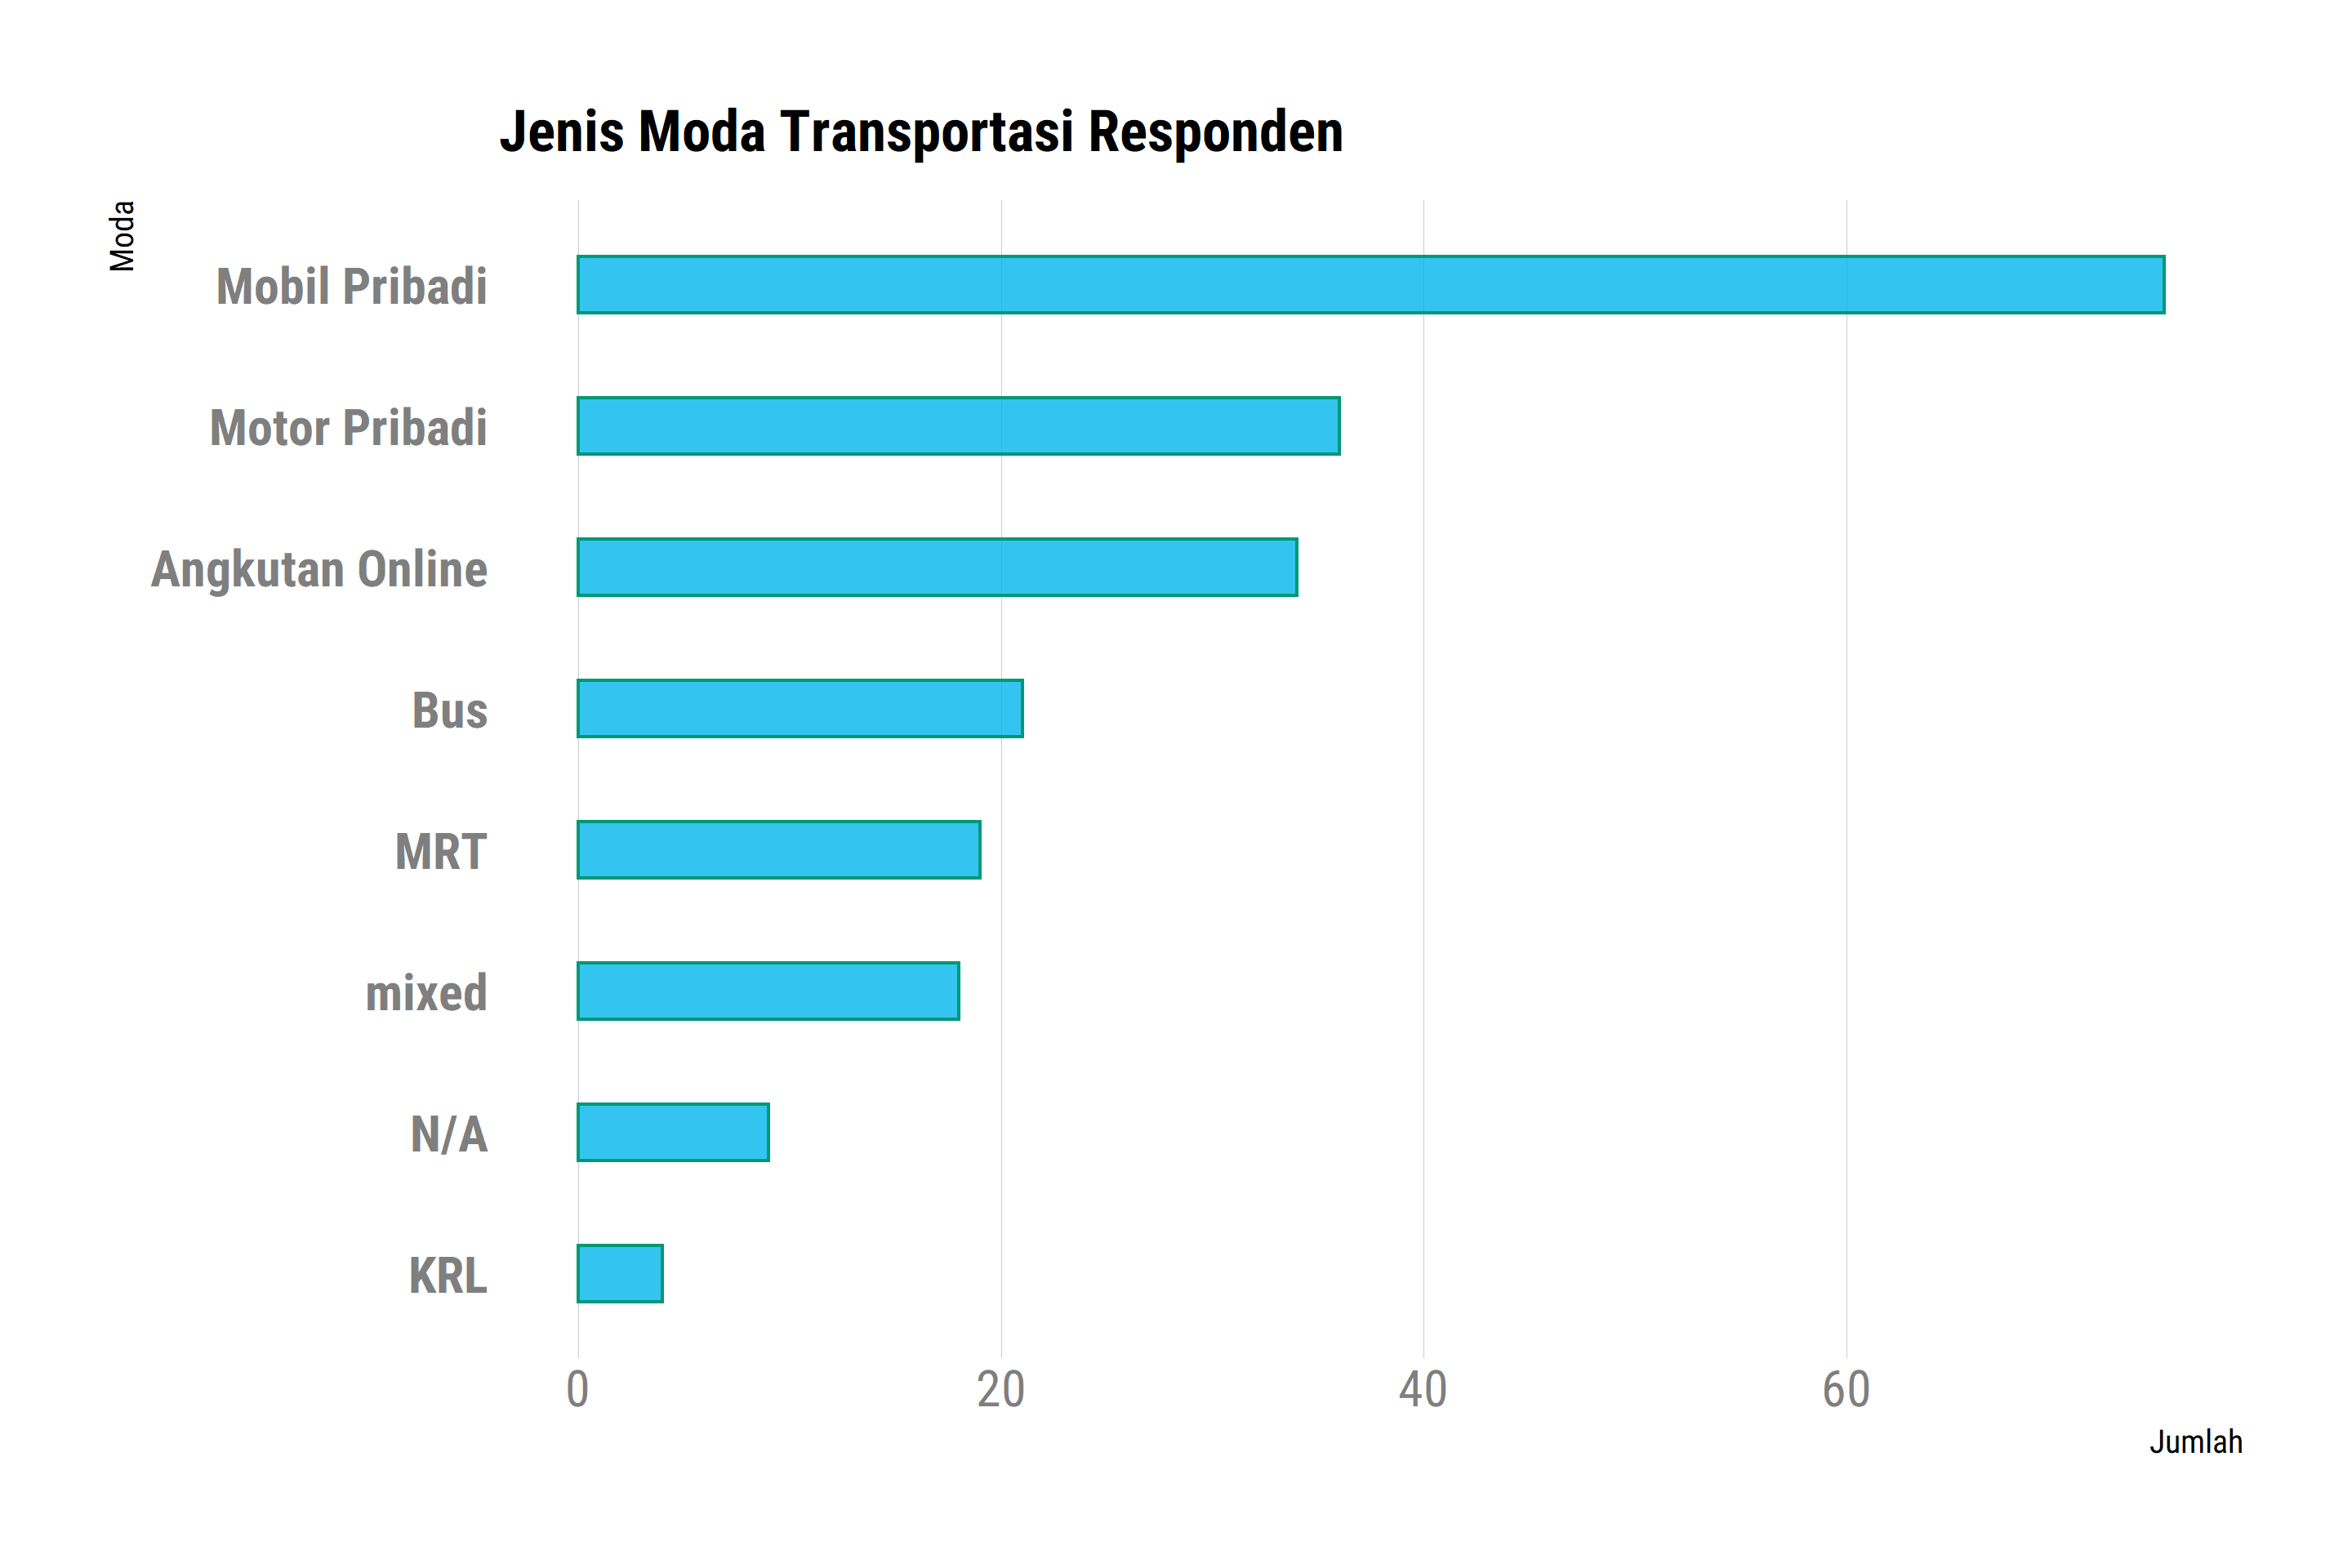 Jenis Moda Transportasi Responden
Moda
Mobil Pribadi
Motor Pribadi
Angkutan Online
Bus
MRT
mixed
N/A
KRL
0 20 40 60
Jumlah